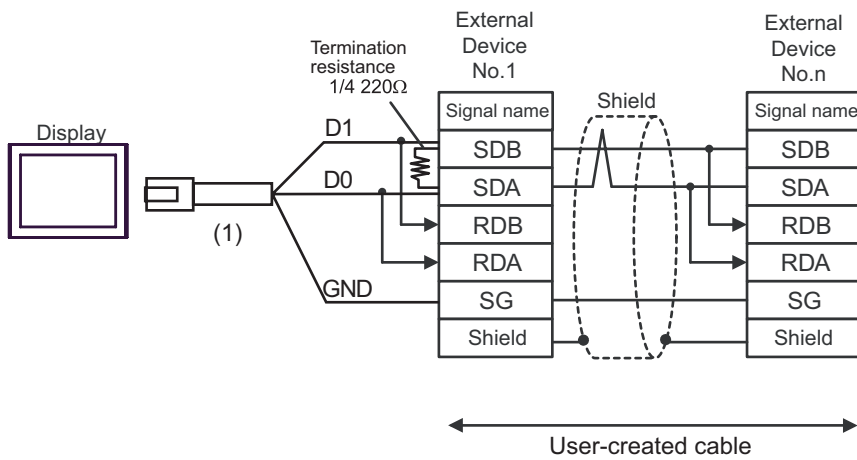 External
Device
No.1
External
Device
No.n
Termination
resistance
1/4 220Ω
Signal name
Shield
Signal name
Display
D1
SDB
SDB
D0
SDA
SDA
(1)
RDB
RDB
RDA
RDA
GND
SG
SG
Shield
Shield
User-created cable